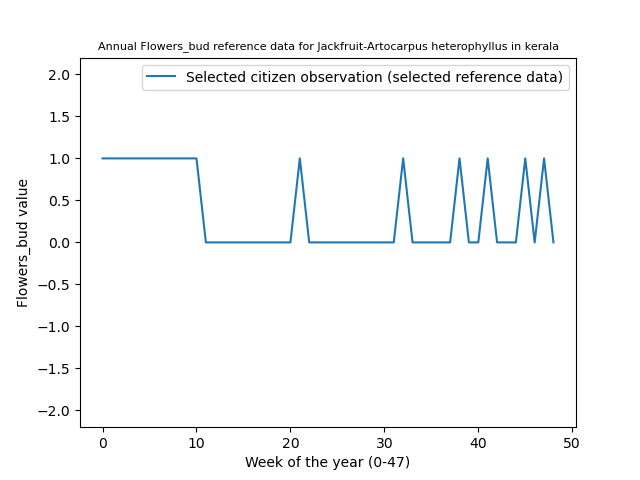 Annual Flowers_bud reference data for Jackfruit-Artocarpus heterophyllus in kerala
Selected citizen observation (selected reference data)
2.0
1.5
1.0
0.5
0.0
−0.5
−1.0
−1.5
−2.0
Flowers_bud value
0 10 20 30 40 50
Week of the year (0-47)